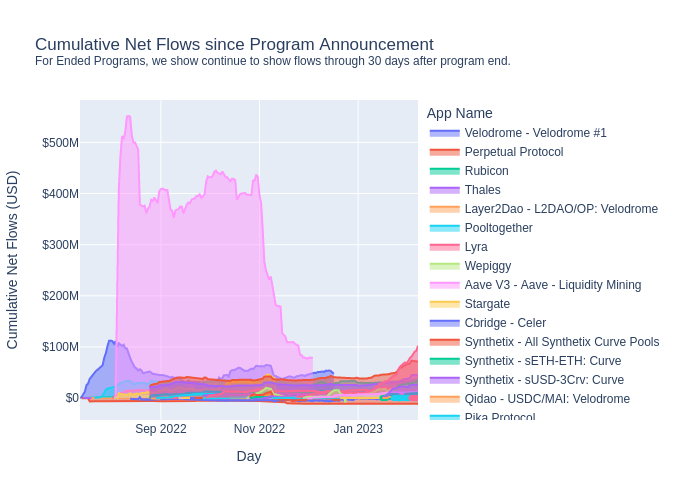 Cumulative Net Flows since Program Announcement
For Ended Programs, we show continue to show flows through 30 days after program end.
App Name
Velodrome - Velodrome #1
Perpetual Protocol
Rubicon
Thales
Layer2Dao - L2DAO/OP: Velodrome
Pooltogether
Lyra
Wepiggy
Aave V3 - Aave - Liquidity Mining
Stargate
Cbridge - Celer
Synthetix - All Synthetix Curve Pools
Synthetix - sETH-ETH: Curve
Synthetix - sUSD-3Crv: Curve
Qidao - USDC/MAI: Velodrome
Pika Protocol
Cumulative Net Flows (USD)
$500M
$400M
$300M
$200M
$100M
$0
Sep 2022
Nov 2022
Jan 2023
Day